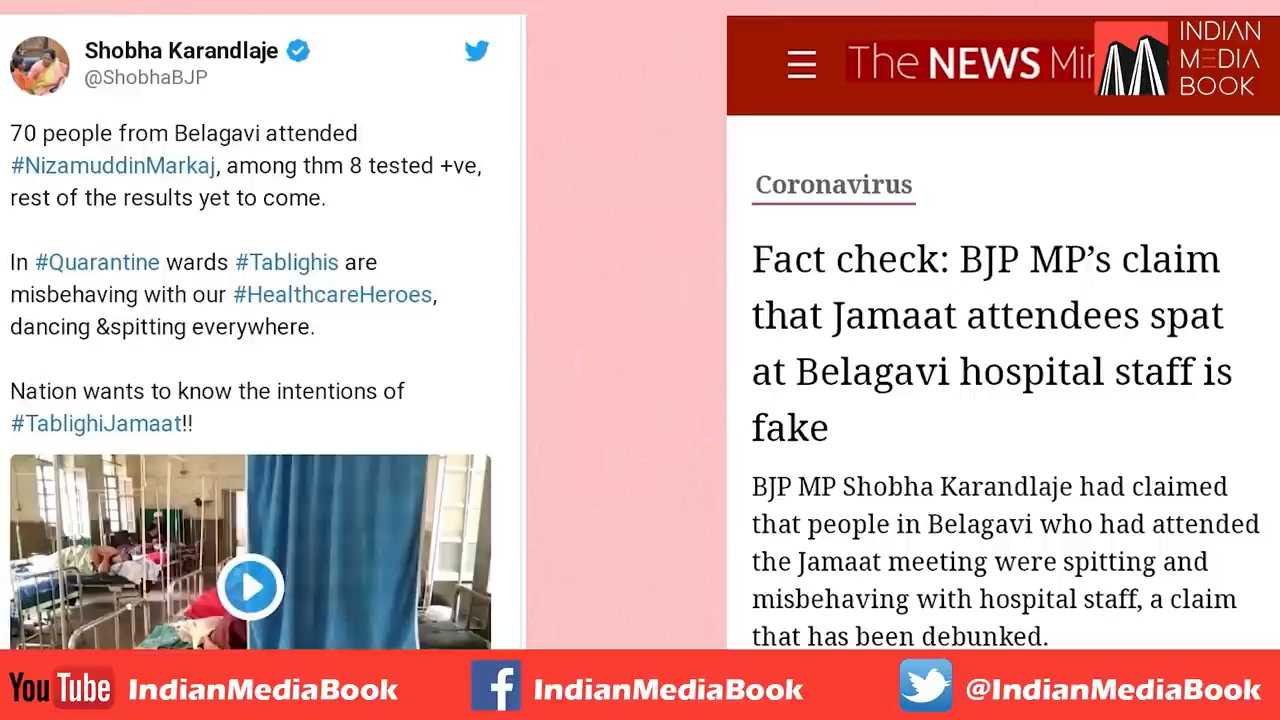 Shobha Karandlaje
@ShobhaBJP
70 people from Belagavi attended
#NizamuddinMarkaj, among thm 8 tested +ve,
rest of the results yet to come.
In #Quarantine wards #Tablighis are
misbehaving with our #HealthcareHeroes,
dancing &spitting everywhere.
Nation wants to know the intentions of
#TablighiJamaat!!
The NEWS Mi
INDIAN
MEDIA
BOOK
Coronavirus
Fact check: BJP MP’s claim
that Jamaat attendees spat
at Belagavi hospital staff is
fake
BJP MP Shobha Karandlaje had claimed
that people in Belagavi who had attended
the Jamaat meeting were spitting and
misbehaving with hospital staff, a claim
that has been debunked.
YouTube IndianMediaBook
f IndianMediaBook
@IndianMediaBook